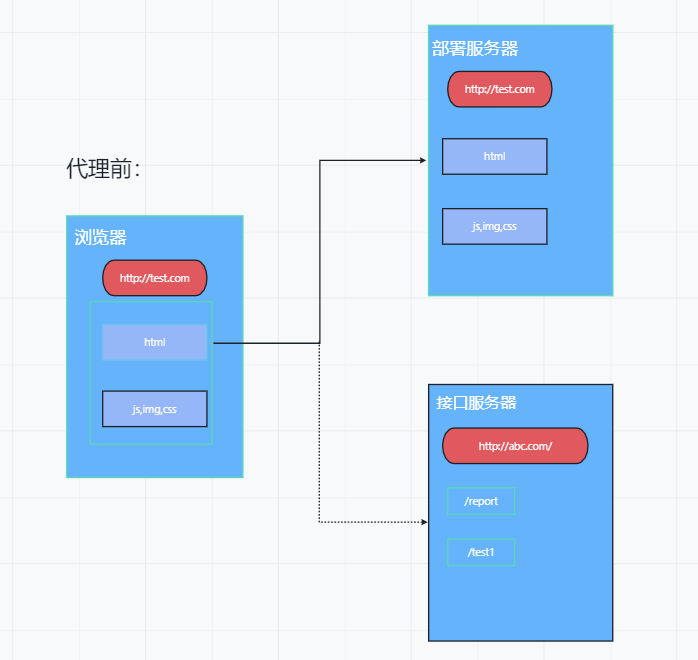 代理前：
浏览器
http://test.com
html
js,img,css
部署服务器
http://test.com
html
js,img,css
接口服务器
http://abc.com/
/report
/test1